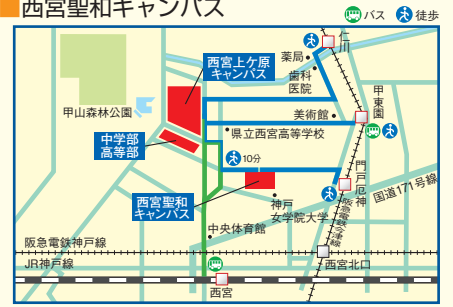 西宮聖和キャンパス
バス 徒歩
仁川
薬局
歯科
医院
西宮上ケ原
キャンパス
甲東園
甲山森林公園
美術館
県立西宮高等学校
中学部
高等部
10分
門戸厄神
国道171号線
西宮聖和
キャンパス
神戸
女学院大学
阪急電鉄今津線
中央体育館
阪急電鉄神戸線
西宮北口
JR神戸線
西宮